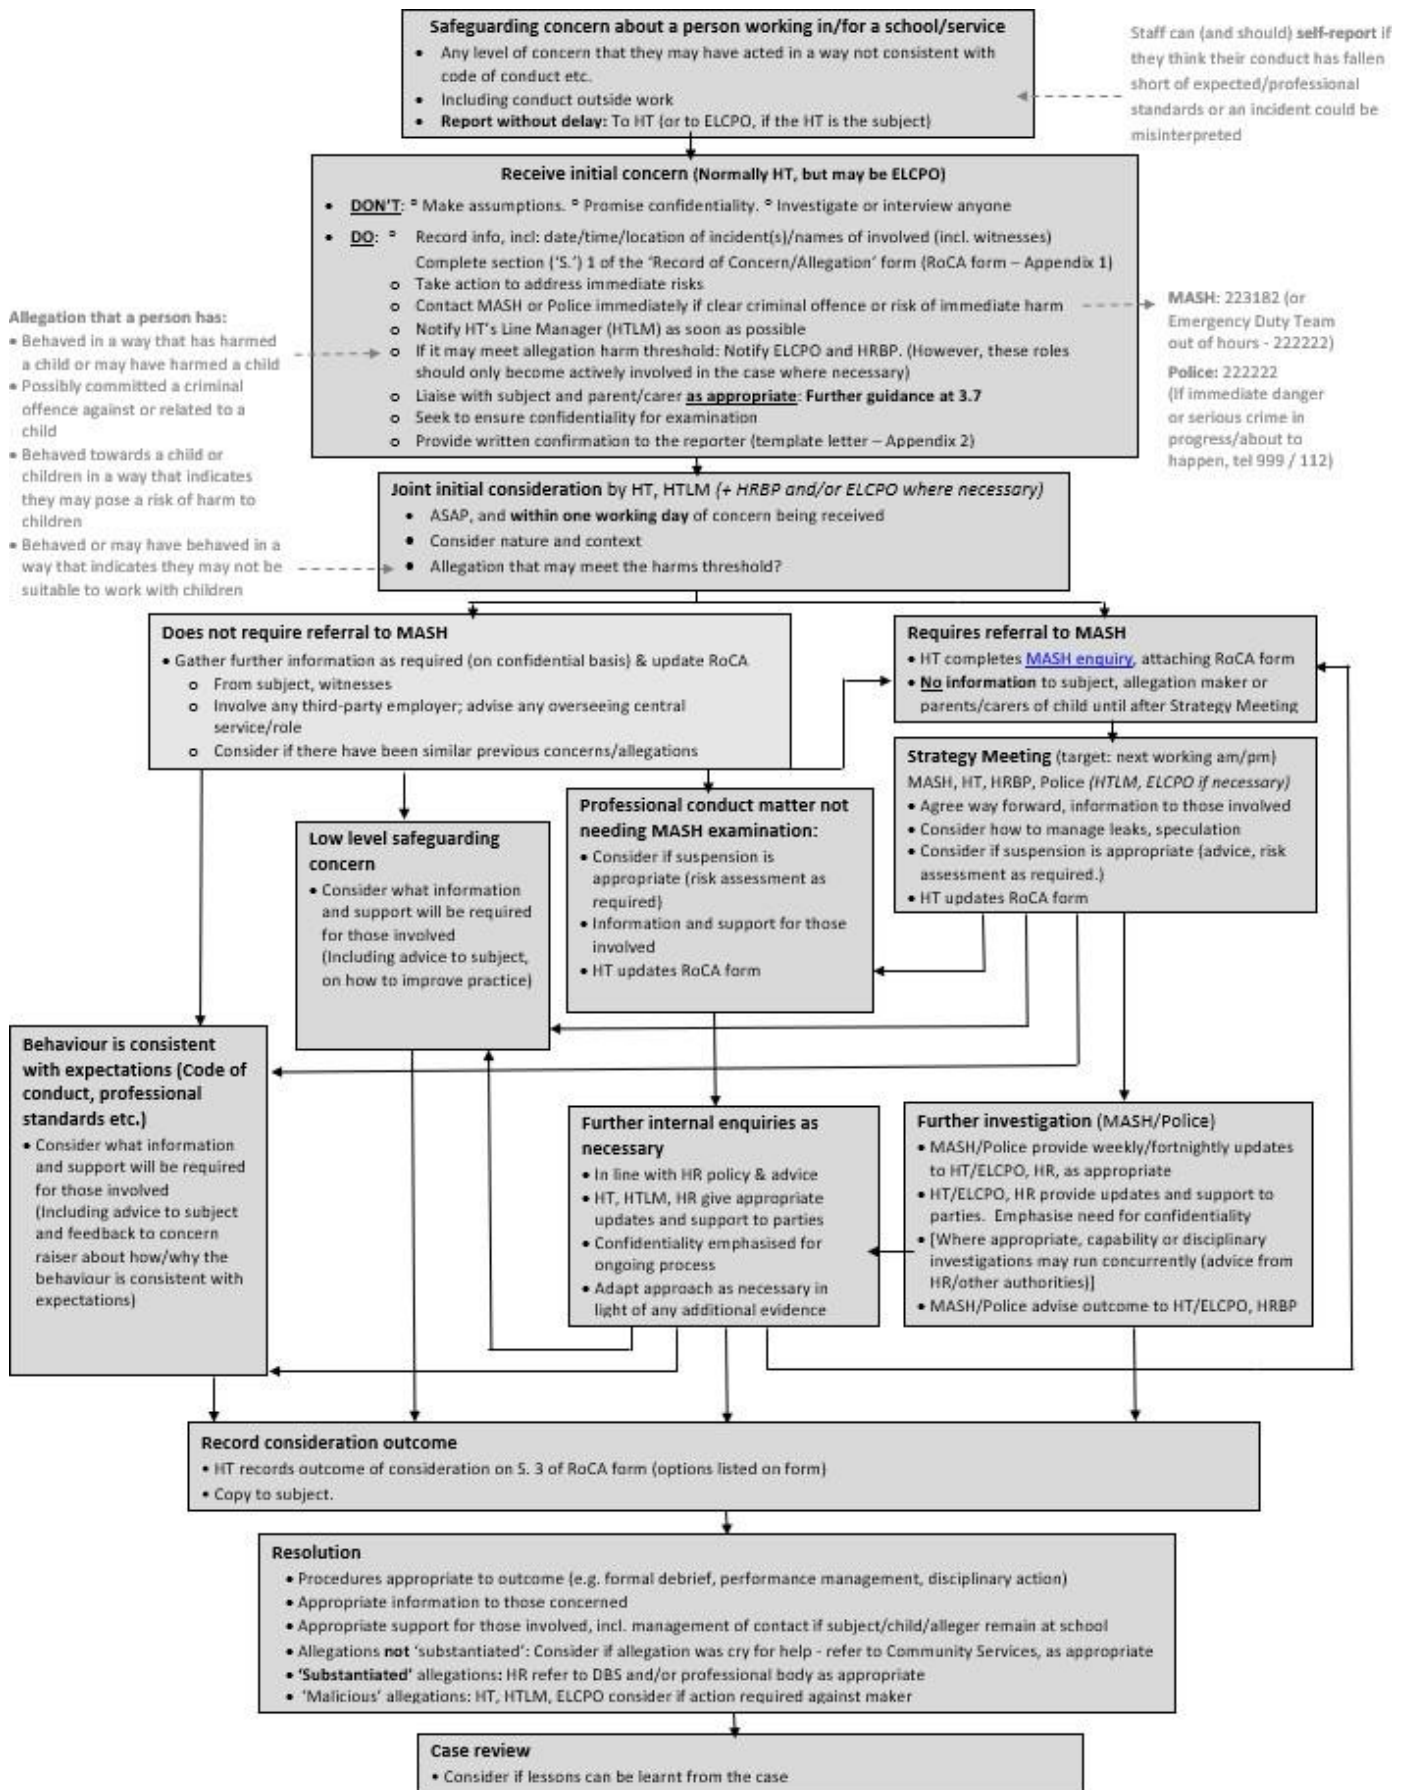 Safeguarding concern about a person working in/for a school/service
• Any level of concern that they may have acted in a way not consistent with
code of conduct etc.
• Including conduct outside work
• Report without delay: To HT (or to ELCPO, if the HT is the subject)
Staff can (and should) self-report if
they think their conduct has fallen
short of expected/professional
standards or an incident could be
misinterpreted
Receive initial concern (Normally HT, but may be ELCPO)
• DON'T: ° Make assumptions. ° Promise confidentiality. ° Investigate or interview anyone
• DO: ° Record info, incl: date/time/location of incident(s)/names of involved (incl. witnesses)
Complete section ('S.') 1 of the 'Record of Concern/Allegation' form (RoCA form – Appendix 1)
o Take action to address immediate risks
o Contact MASH or Police immediately if clear criminal offence or risk of immediate harm
o Notify HT's Line Manager (HTLM) as soon as possible
o If it may meet allegation harm threshold: Notify ELCPO and HRBP. (However, these roles
should only become actively involved in the case where necessary)
o Liaise with subject and parent/carer as appropriate: Further guidance at 3.7
o Seek to ensure confidentiality for examination
o Provide written confirmation to the reporter (template letter – Appendix 2)
MASH: 223182 (or
Emergency Duty Team
out of hours - 222222)
Police: 222222
(If immediate danger
or serious crime in
progress/about to
happen, tel 999 / 112)
Allegation that a person has:
• Behaved in a way that has harmed
a child or may have harmed a child
• Possibly committed a criminal
offence against or related to a
child
• Behaved towards a child or
children in a way that indicates
they may pose a risk of harm to
children
• Behaved or may have behaved in a
way that indicates they may not be
suitable to work with children
Joint initial consideration by HT, HTLM (+ HRBP and/or ELCPO where necessary)
• ASAP, and within one working day of concern being received
• Consider nature and context
• Allegation that may meet the harms threshold?
Does not require referral to MASH
• Gather further information as required (on confidential basis) & update RoCA
o From subject, witnesses
o Involve any third-party employer; advise any overseeing central
service/role
o Consider if there have been similar previous concerns/allegations
Requires referral to MASH
• HT completes MASH enquiry, attaching RoCA form
• No information to subject, allegation maker or
parents/carers of child until after Strategy Meeting
Strategy Meeting (target: next working am/pm)
MASH, HT, HRBP, Police (HTLM, ELCPO if necessary)
• Agree way forward, information to those involved
• Consider how to manage leaks, speculation
• Consider if suspension is appropriate (advice, risk
assessment as required.)
• HT updates RoCA form
Professional conduct matter not
needing MASH examination:
• Consider if suspension is
appropriate (risk assessment as
required)
• Information and support for those
involved
• HT updates RoCA form
Low level safeguarding
concern
• Consider what information
and support will be required
for those involved
(Including advice to subject,
on how to improve practice)
Behaviour is consistent
with expectations (Code of
conduct, professional
standards etc.)
• Consider what information
and support will be required
for those involved
(Including advice to subject
and feedback to concern
raiser about how/why the
behaviour is consistent with
expectations)
Further internal enquiries as
necessary
• In line with HR policy & advice
• HT, HTLM, HR give appropriate
updates and support to parties
• Confidentiality emphasised for
ongoing process
• Adapt approach as necessary in
light of any additional evidence
Further investigation (MASH/Police)
• MASH/Police provide weekly/fortnightly updates
to HT/ELCPO, HR, as appropriate
• HT/ELCPO, HR provide updates and support to
parties. Emphasise need for confidentiality
• [Where appropriate, capability or disciplinary
investigations may run concurrently (advice from
HR/other authorities)]
• MASH/Police advise outcome to HT/ELCPO, HRBP
Record consideration outcome
• HT records outcome of consideration on S. 3 of RoCA form (options listed on form)
• Copy to subject.
Resolution
• Procedures appropriate to outcome (e.g. formal debrief, performance management, disciplinary action)
• Appropriate information to those concerned
• Appropriate support for those involved, incl. management of contact if subject/child/alleger remain at school
• Allegations not 'substantiated': Consider if allegation was cry for help - refer to Community Services, as appropriate
• 'Substantiated' allegations: HR refer to DBS and/or professional body as appropriate
• 'Malicious' allegations: HT, HTLM, ELCPO consider if action required against maker
Case review
• Consider if lessons can be learnt from the case